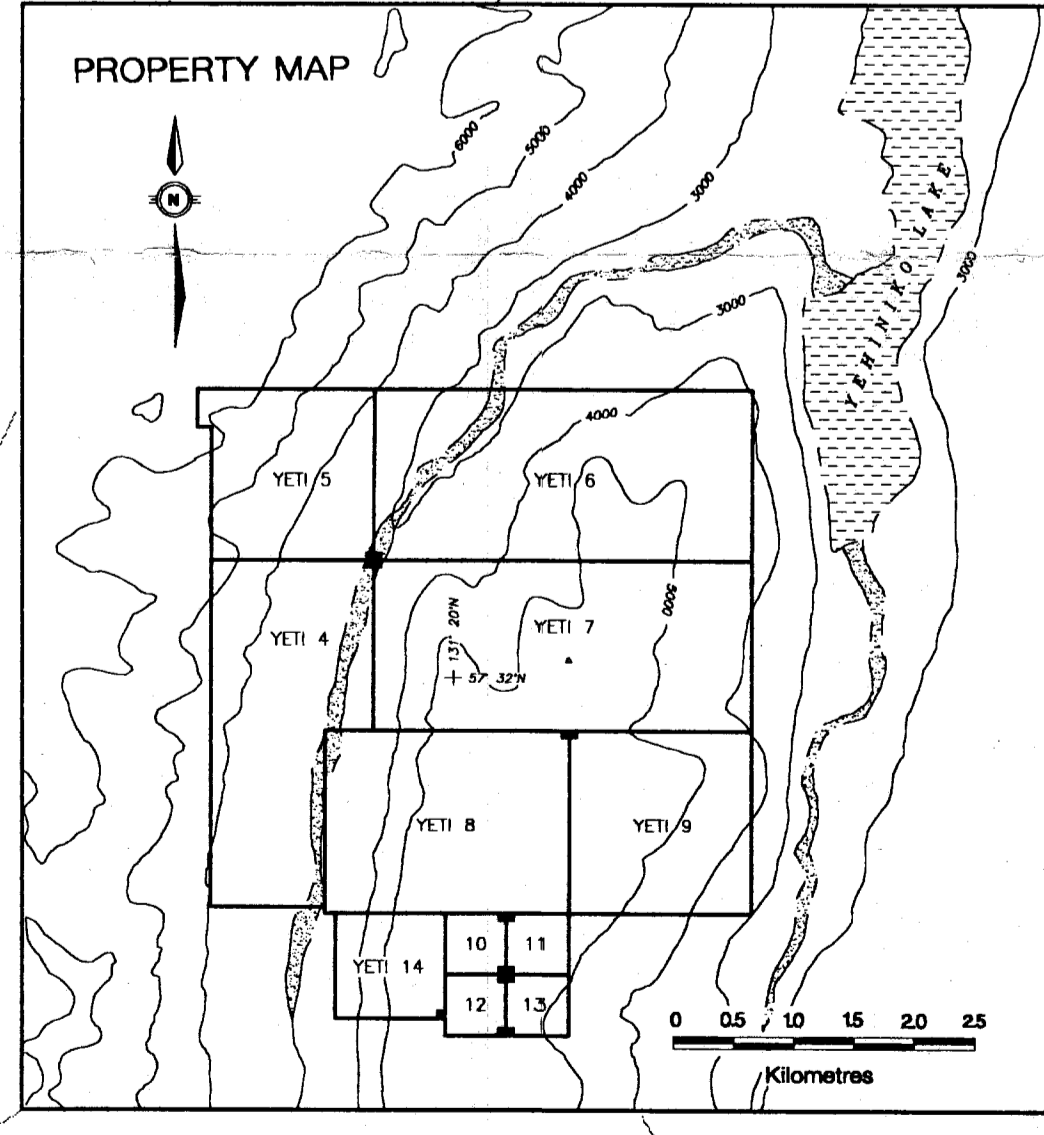 PROPERTY MAP
6000
5000
4000
3000
N
YEHINIKO LAKE
3000
3000
4000
YETI 5
YETI 6
5000
131° 20'N
YETI 7
YETI 4
57° 32'N
YETI 8
YETI 9
10
11
YETI 14
12
13
0 0.5 1.0 1.5 2.0 2.5
Kilometres